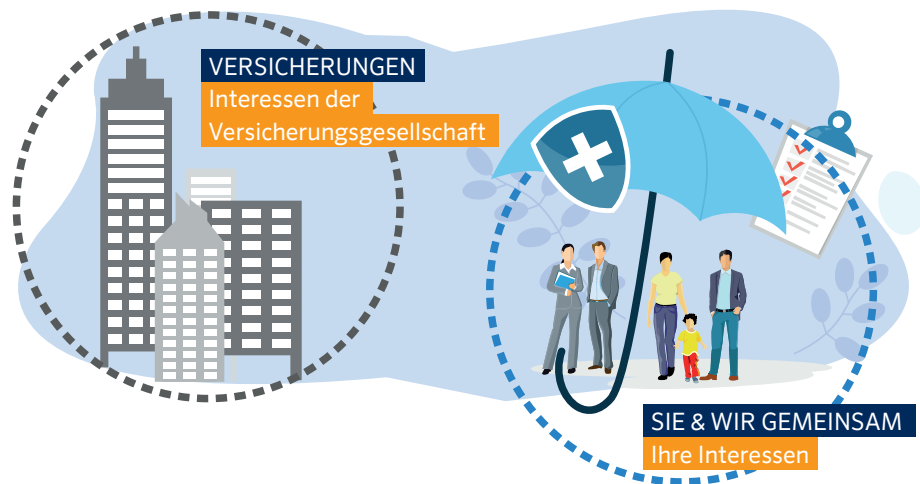 VERSICHERUNGEN
Interessen der
Versicherungsgesellschaft
SIE & WIR GEMEINSAM
Ihre Interessen